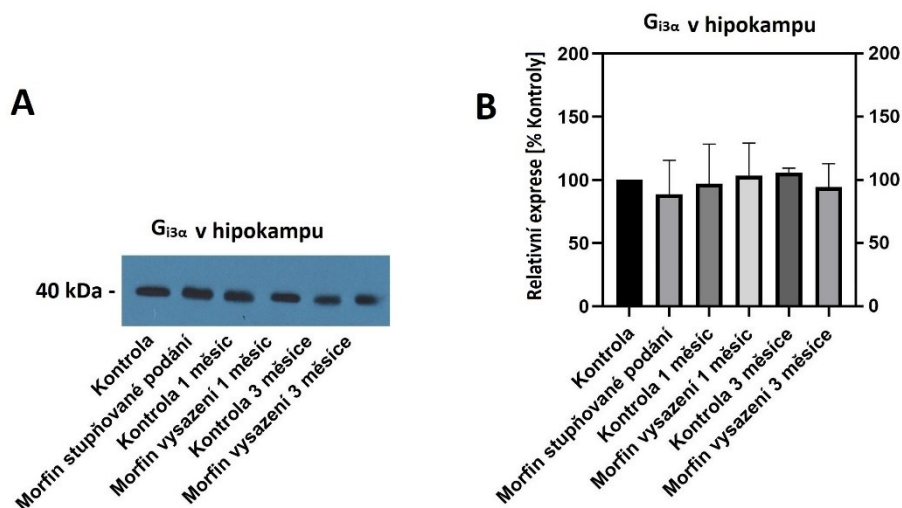 A
Gi3α v hipokampu
40 kDa -
Kontrola
Morfin stupňované podání
Kontrola 1 měsíc
Morfin vysazení 1 měsíc
Kontrola 3 měsíce
Morfin vysazení 3 měsíce
B
Gi3α v hipokampu
Relativní exprese [% Kontroly]
200
150
100
50
0
200
150
100
50
0
Kontrola
Morfin stupňované podání
Kontrola 1 měsíc
Morfin vysazení 1 měsíc
Kontrola 3 měsíce
Morfin vysazení 3 měsíce